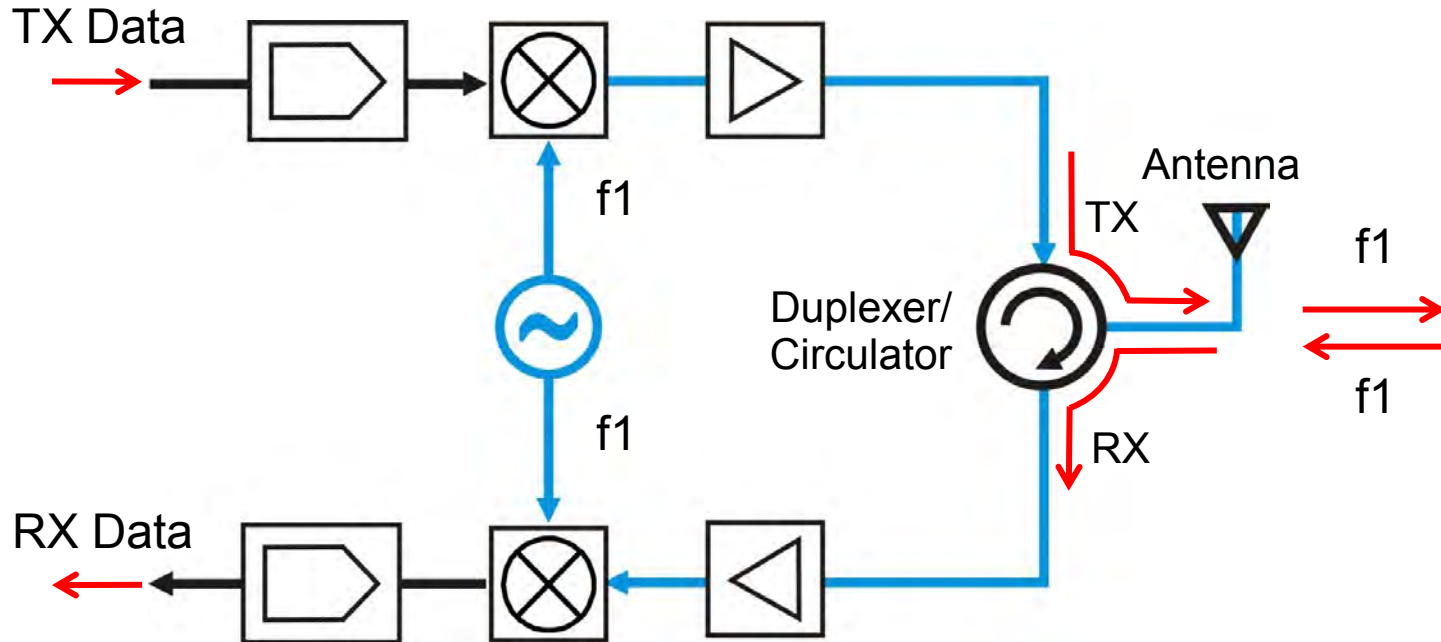 TX Data
f1
Antenna
TX
f1
Duplexer/
Circulator
f1
f1
RX
RX Data